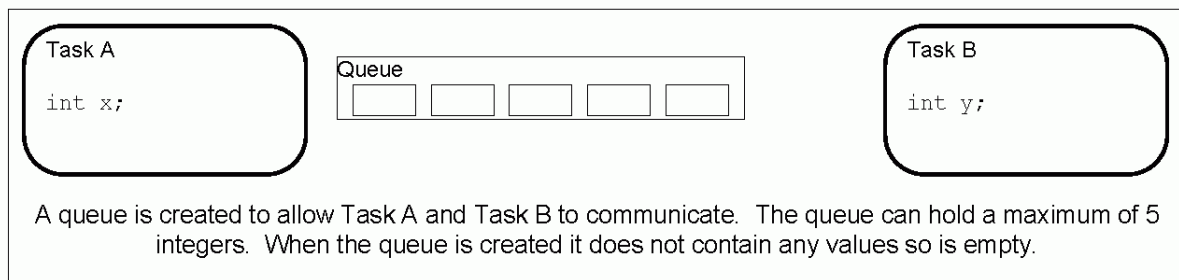 Task A
int x;
Queue
Task B
int y;
A queue is created to allow Task A and Task B to communicate. The queue can hold a maximum of 5
integers. When the queue is created it does not contain any values so is empty.